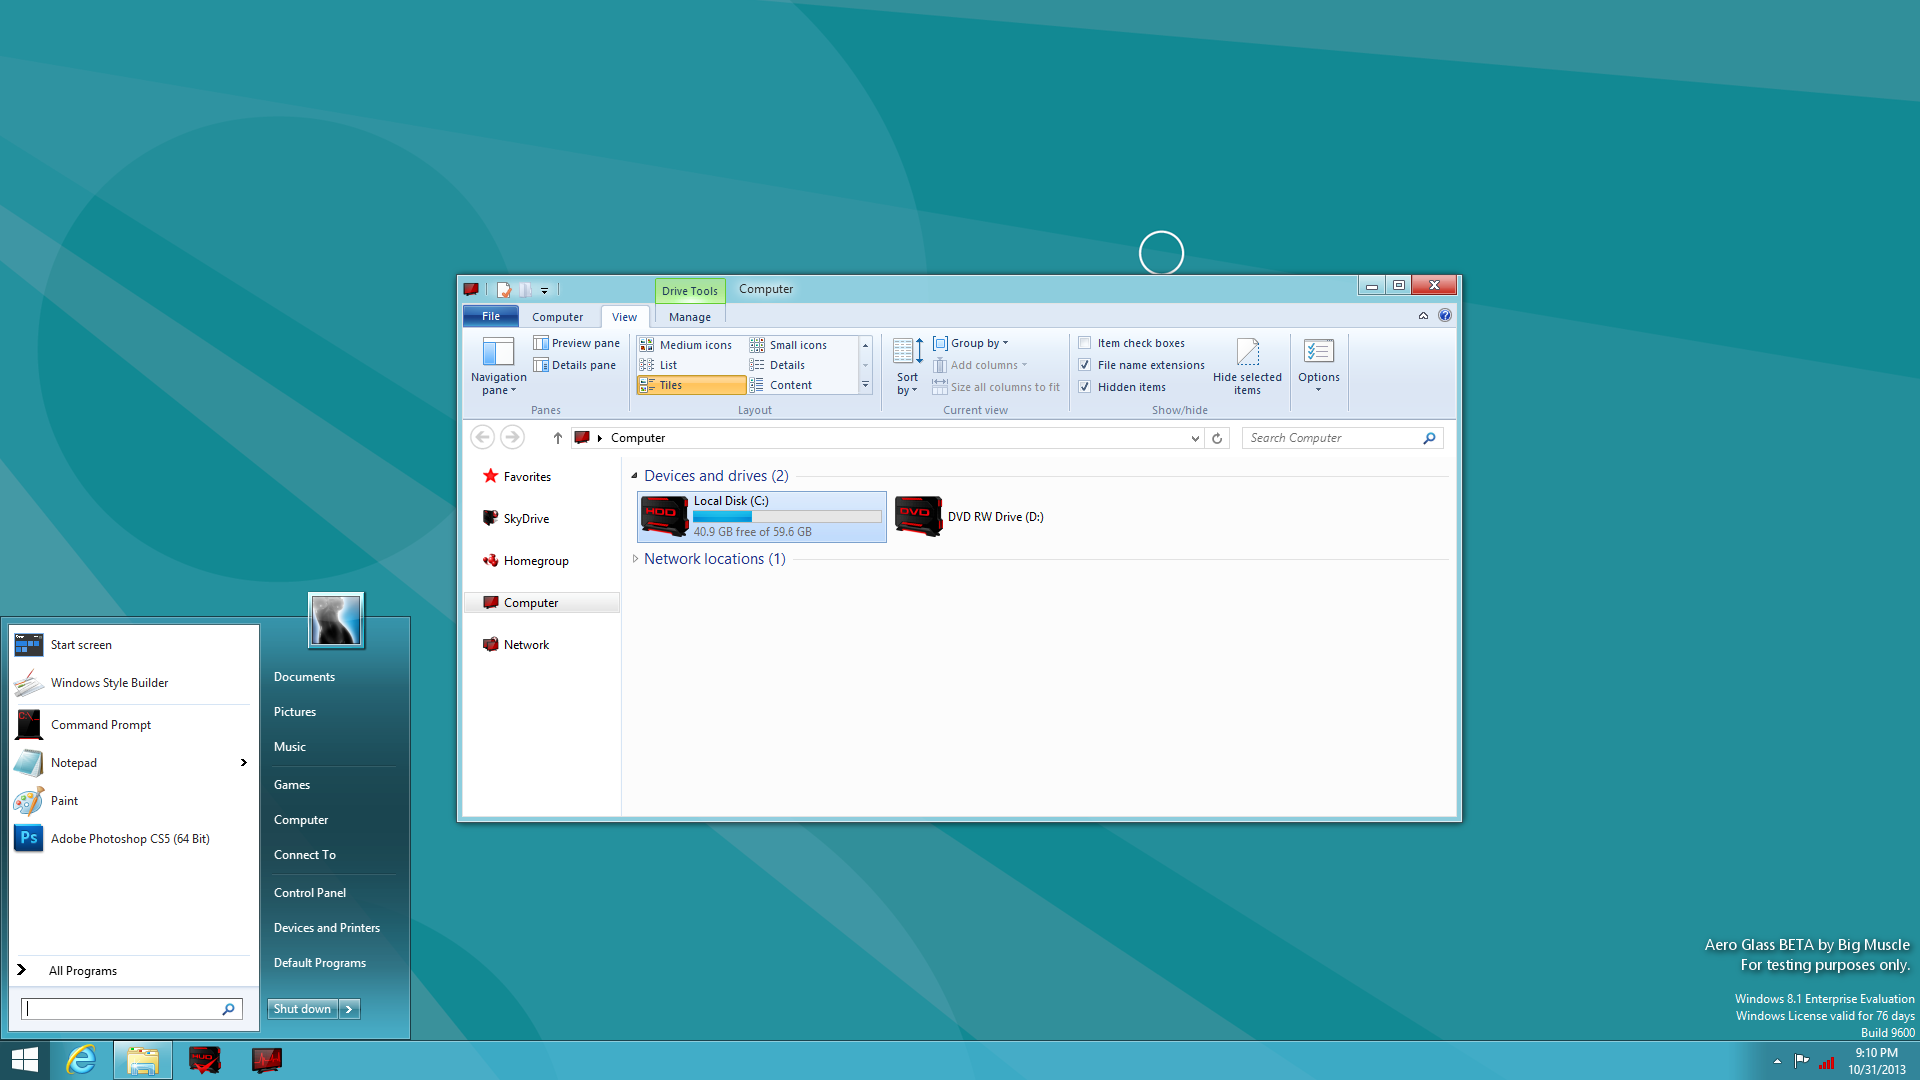 Drive Tools
Computer
File
Computer
View
Manage
Navigation
pane
Preview pane
Details pane
Panes
Medium icons
Small icons
List
Details
Tiles
Content
Layout
Sort
by
Group by
Add columns
Size all columns to fit
Current view
Item check boxes
File name extensions
Hidden items
Hide selected
items
Show/hide
Options
Computer
Search Computer
Favorites
SkyDrive
Homegroup
Computer
Network
Devices and drives (2)
HDD
Local Disk (C:)
40.9 GB free of 59.6 GB
DVD
DVD RW Drive (D:)
Network locations (1)
Start screen
Windows Style Builder
Command Prompt
Notepad
Paint
Ps
Adobe Photoshop CS5 (64 Bit)
All Programs
Documents
Pictures
Music
Games
Computer
Connect To
Control Panel
Devices and Printers
Default Programs
Shut down
Aero Glass BETA by Big Muscle
For testing purposes only.
Windows 8.1 Enterprise Evaluation
Windows License valid for 76 days
Build 9600
9:10 PM
10/31/2013